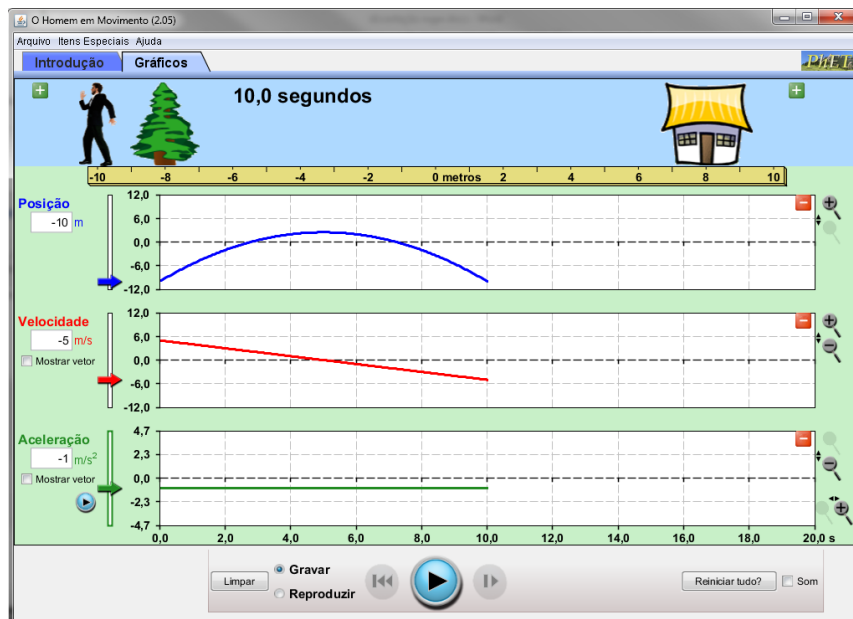 O Homem em Movimento (2.05)
Arquivo Itens Especiais Ajuda
Introdução Gráficos
PhET
10,0 segundos
-10 -8 -6 -4 -2 0 metros 2 4 6 8 10
Posição
-10 m
12,0
6,0
0,0
-6,0
-12,0
Velocidade
-5 m/s
Mostrar vetor
12,0
6,0
0,0
-6,0
-12,0
Aceleração
-1 m/s²
Mostrar vetor
4,7
2,3
0,0
-2,3
-4,7
0,0 2,0 4,0 6,0 8,0 10,0 12,0 14,0 16,0 18,0 20,0 s
Limpar
Gravar
Reproduzir
Reiniciar tudo?
Som